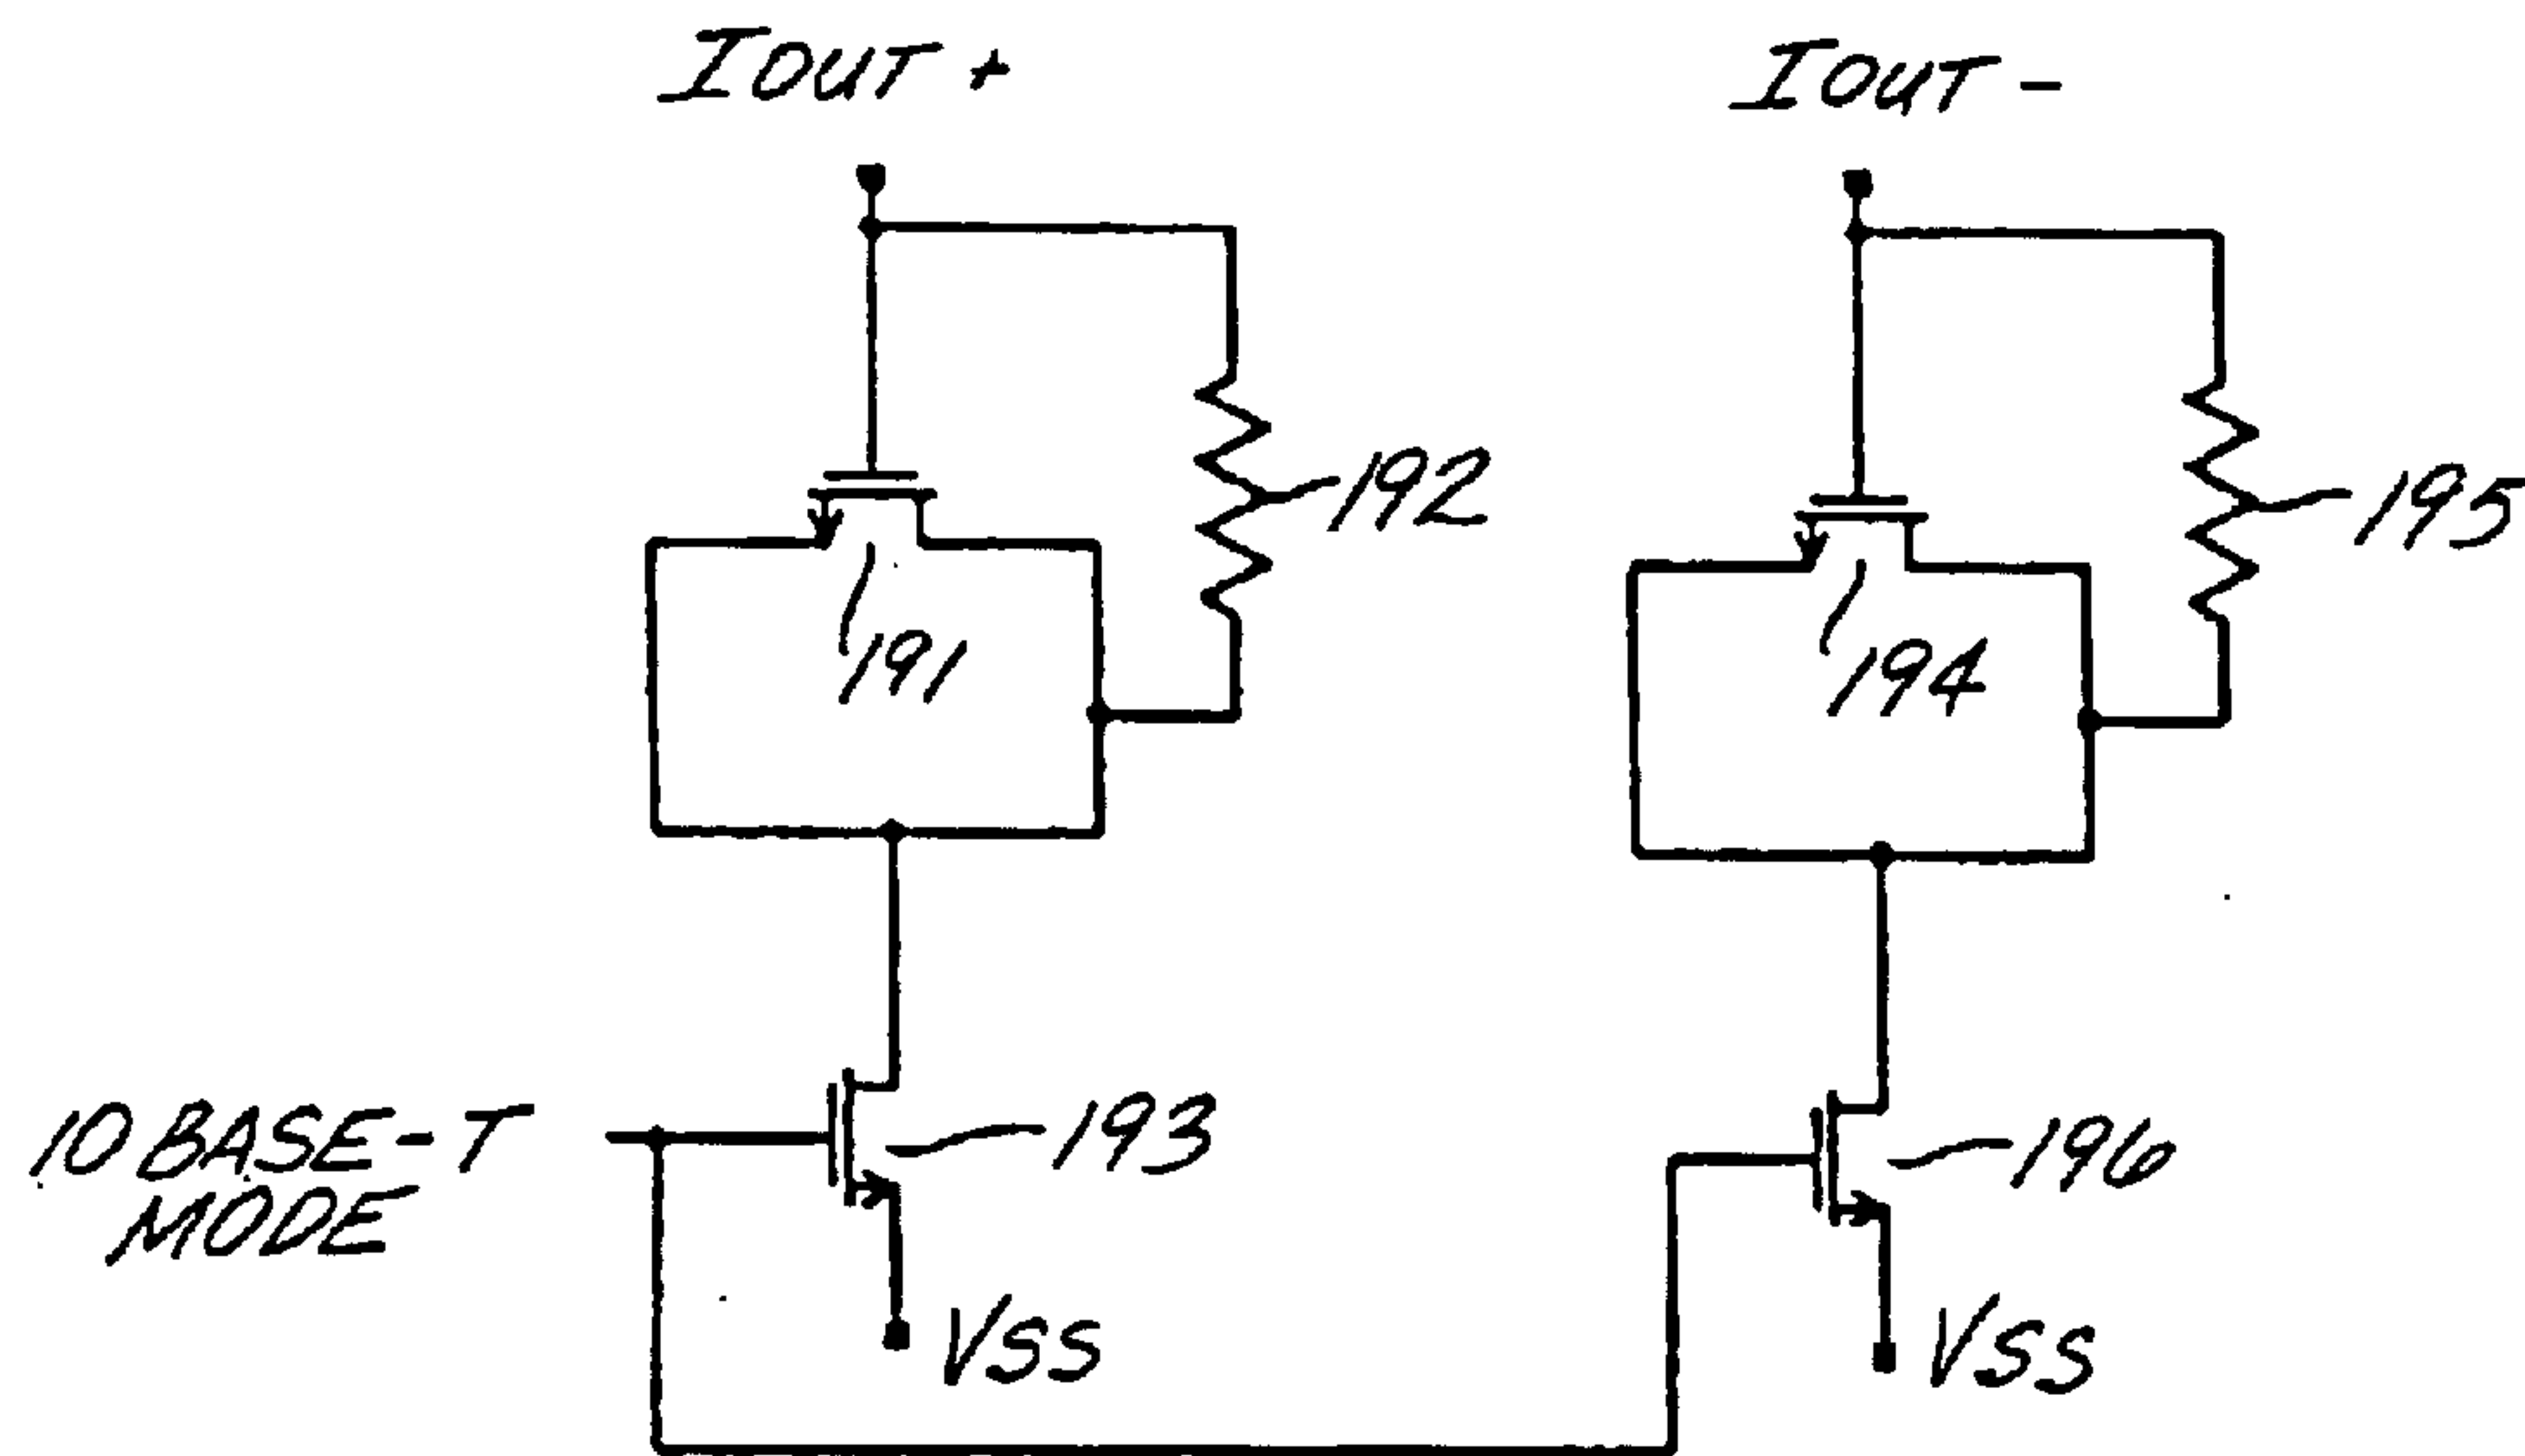 IOUT +
IOUT -
192
195
191
194
10 BASE-T
MODE
193
196
VSS
VSS